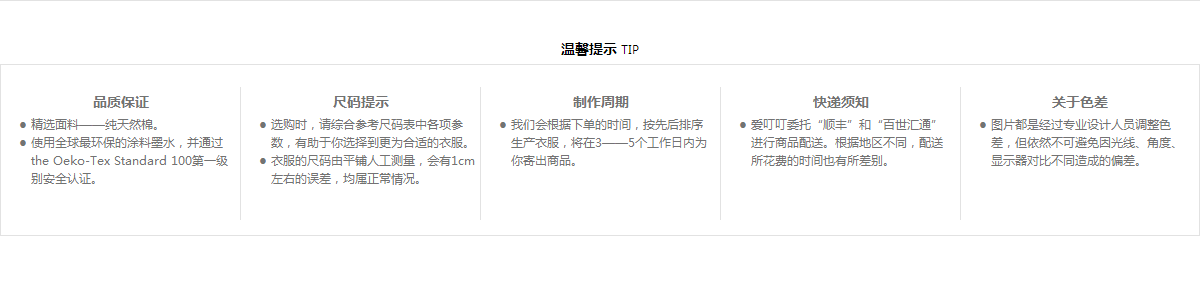 温馨提示 TIP
品质保证
● 精选面料——纯天然棉。
● 使用全球最环保的涂料墨水，并通过
the Oeko-Tex Standard 100第一级
别安全认证。
尺码提示
● 选购时，请综合参考尺码表中各项参
数，有助于你选择到更为合适的衣服。
● 衣服的尺码由平铺人工测量，会有1cm
左右的误差，均属正常情况。
制作周期
● 我们会根据下单的时间，按先后排序
生产衣服，将在3——5个工作日内为
你寄出商品。
快递须知
● 爱叮叮委托“顺丰”和“百世汇通”
进行商品配送。根据地区不同，配送
所花费的时间也有所差别。
关于色差
● 图片都是经过专业设计人员调整色
差，但依然不可避免因光线、角度、
显示器对比不同造成的偏差。